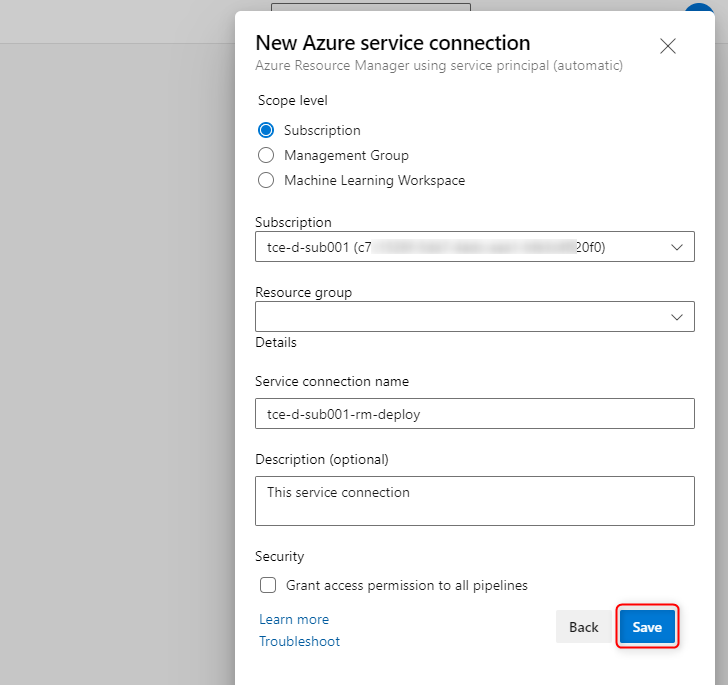 New Azure service connection
Azure Resource Manager using service principal (automatic)
Scope level
Subscription
Management Group
Machine Learning Workspace
Subscription
tce-d-sub001 (c7 20f0)
Resource group
Details
Service connection name
tce-d-sub001-rm-deploy
Description (optional)
This service connection
Security
Grant access permission to all pipelines
Learn more
Troubleshoot
Back
Save